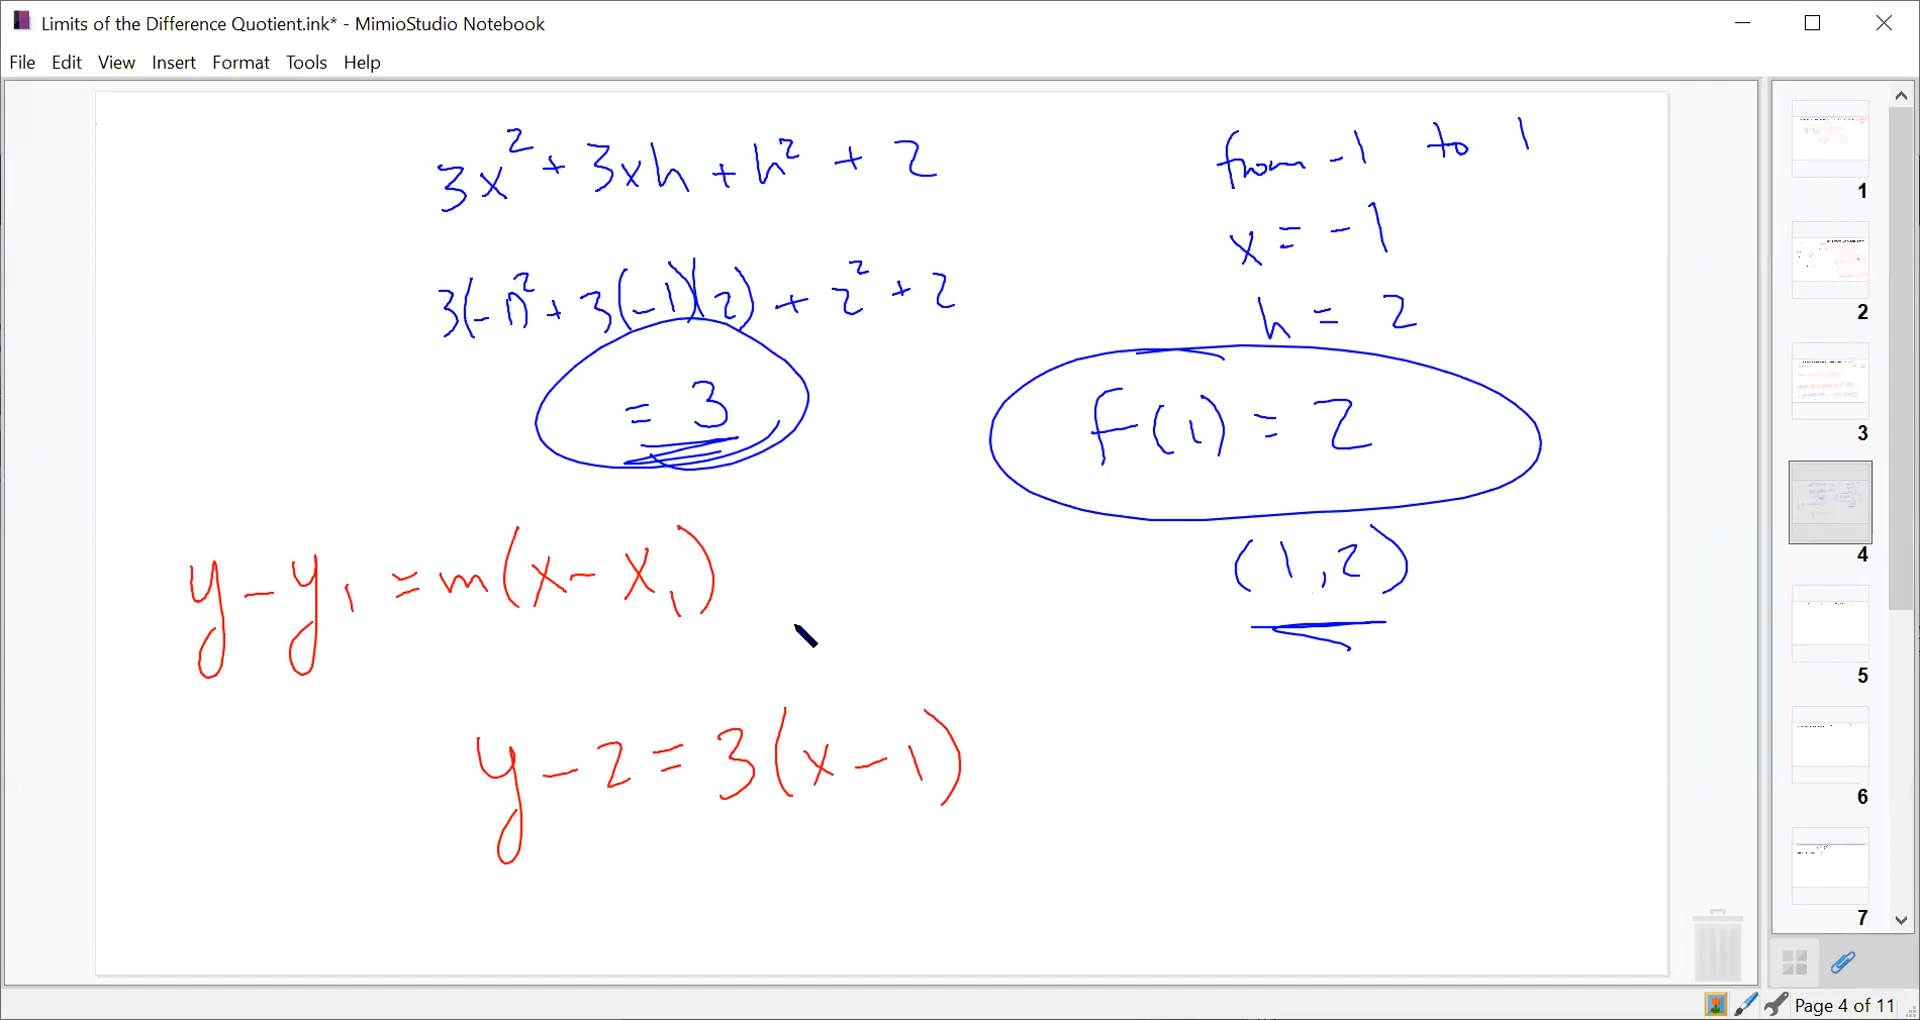 Limits of the Difference Quotient.ink* - MimioStudio Notebook
File Edit View Insert Format Tools Help
3x² + 3xh + h² + 2
3(-1)² + 3(-1)(2) + 2² + 2
= 3
from -1 to 1
x = -1
h = 2
f(1) = 2
(1,2)
y - y₁ = m(x - x₁)
y - 2 = 3(x - 1)
1
2
3
4
5
6
7
Page 4 of 11